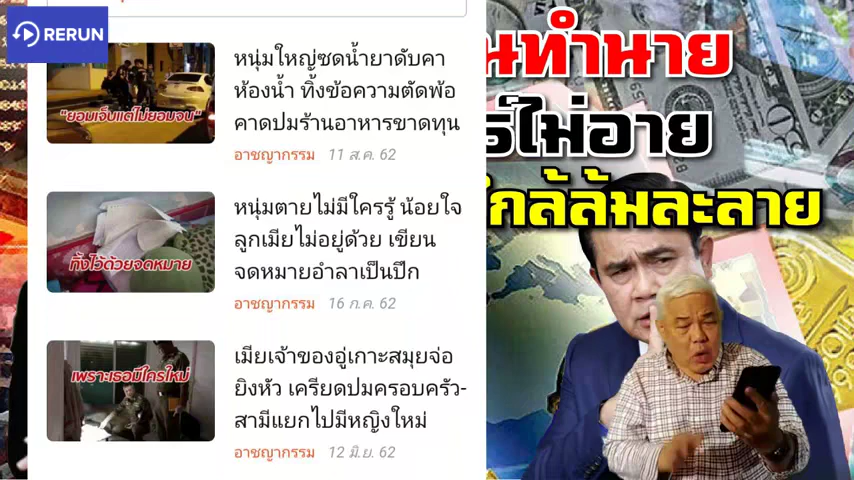 RERUN
หนุ่มใหญ่ซดน้ำยาดับคา
ห้องน้ำ ทิ้งข้อความตัดพ้อ
คาดปมร้านอาหารขาดทุน
"ยอมเจ็บแต่ไม่ยอมจน"
อาชญากรรม 11 ส.ค. 62
หนุ่มตายไม่มีใครรู้ น้อยใจ
ลูกเมียไม่อยู่ด้วย เขียน
จดหมายอำลาเป็นปึก
ทิ้งไว้ด้วยจดหมาย
อาชญากรรม 16 ก.ค. 62
เมียเจ้าของอู่เกาะสมุยจ่อ
ยิงหัว เครียดปมครอบครัว-
สามีแยกไปมีหญิงใหม่
เพราะเธอมีใครใหม่
อาชญากรรม 12 มิ.ย. 62
ทำนาย
ไม่อาย
ใกล้ล้มละลาย